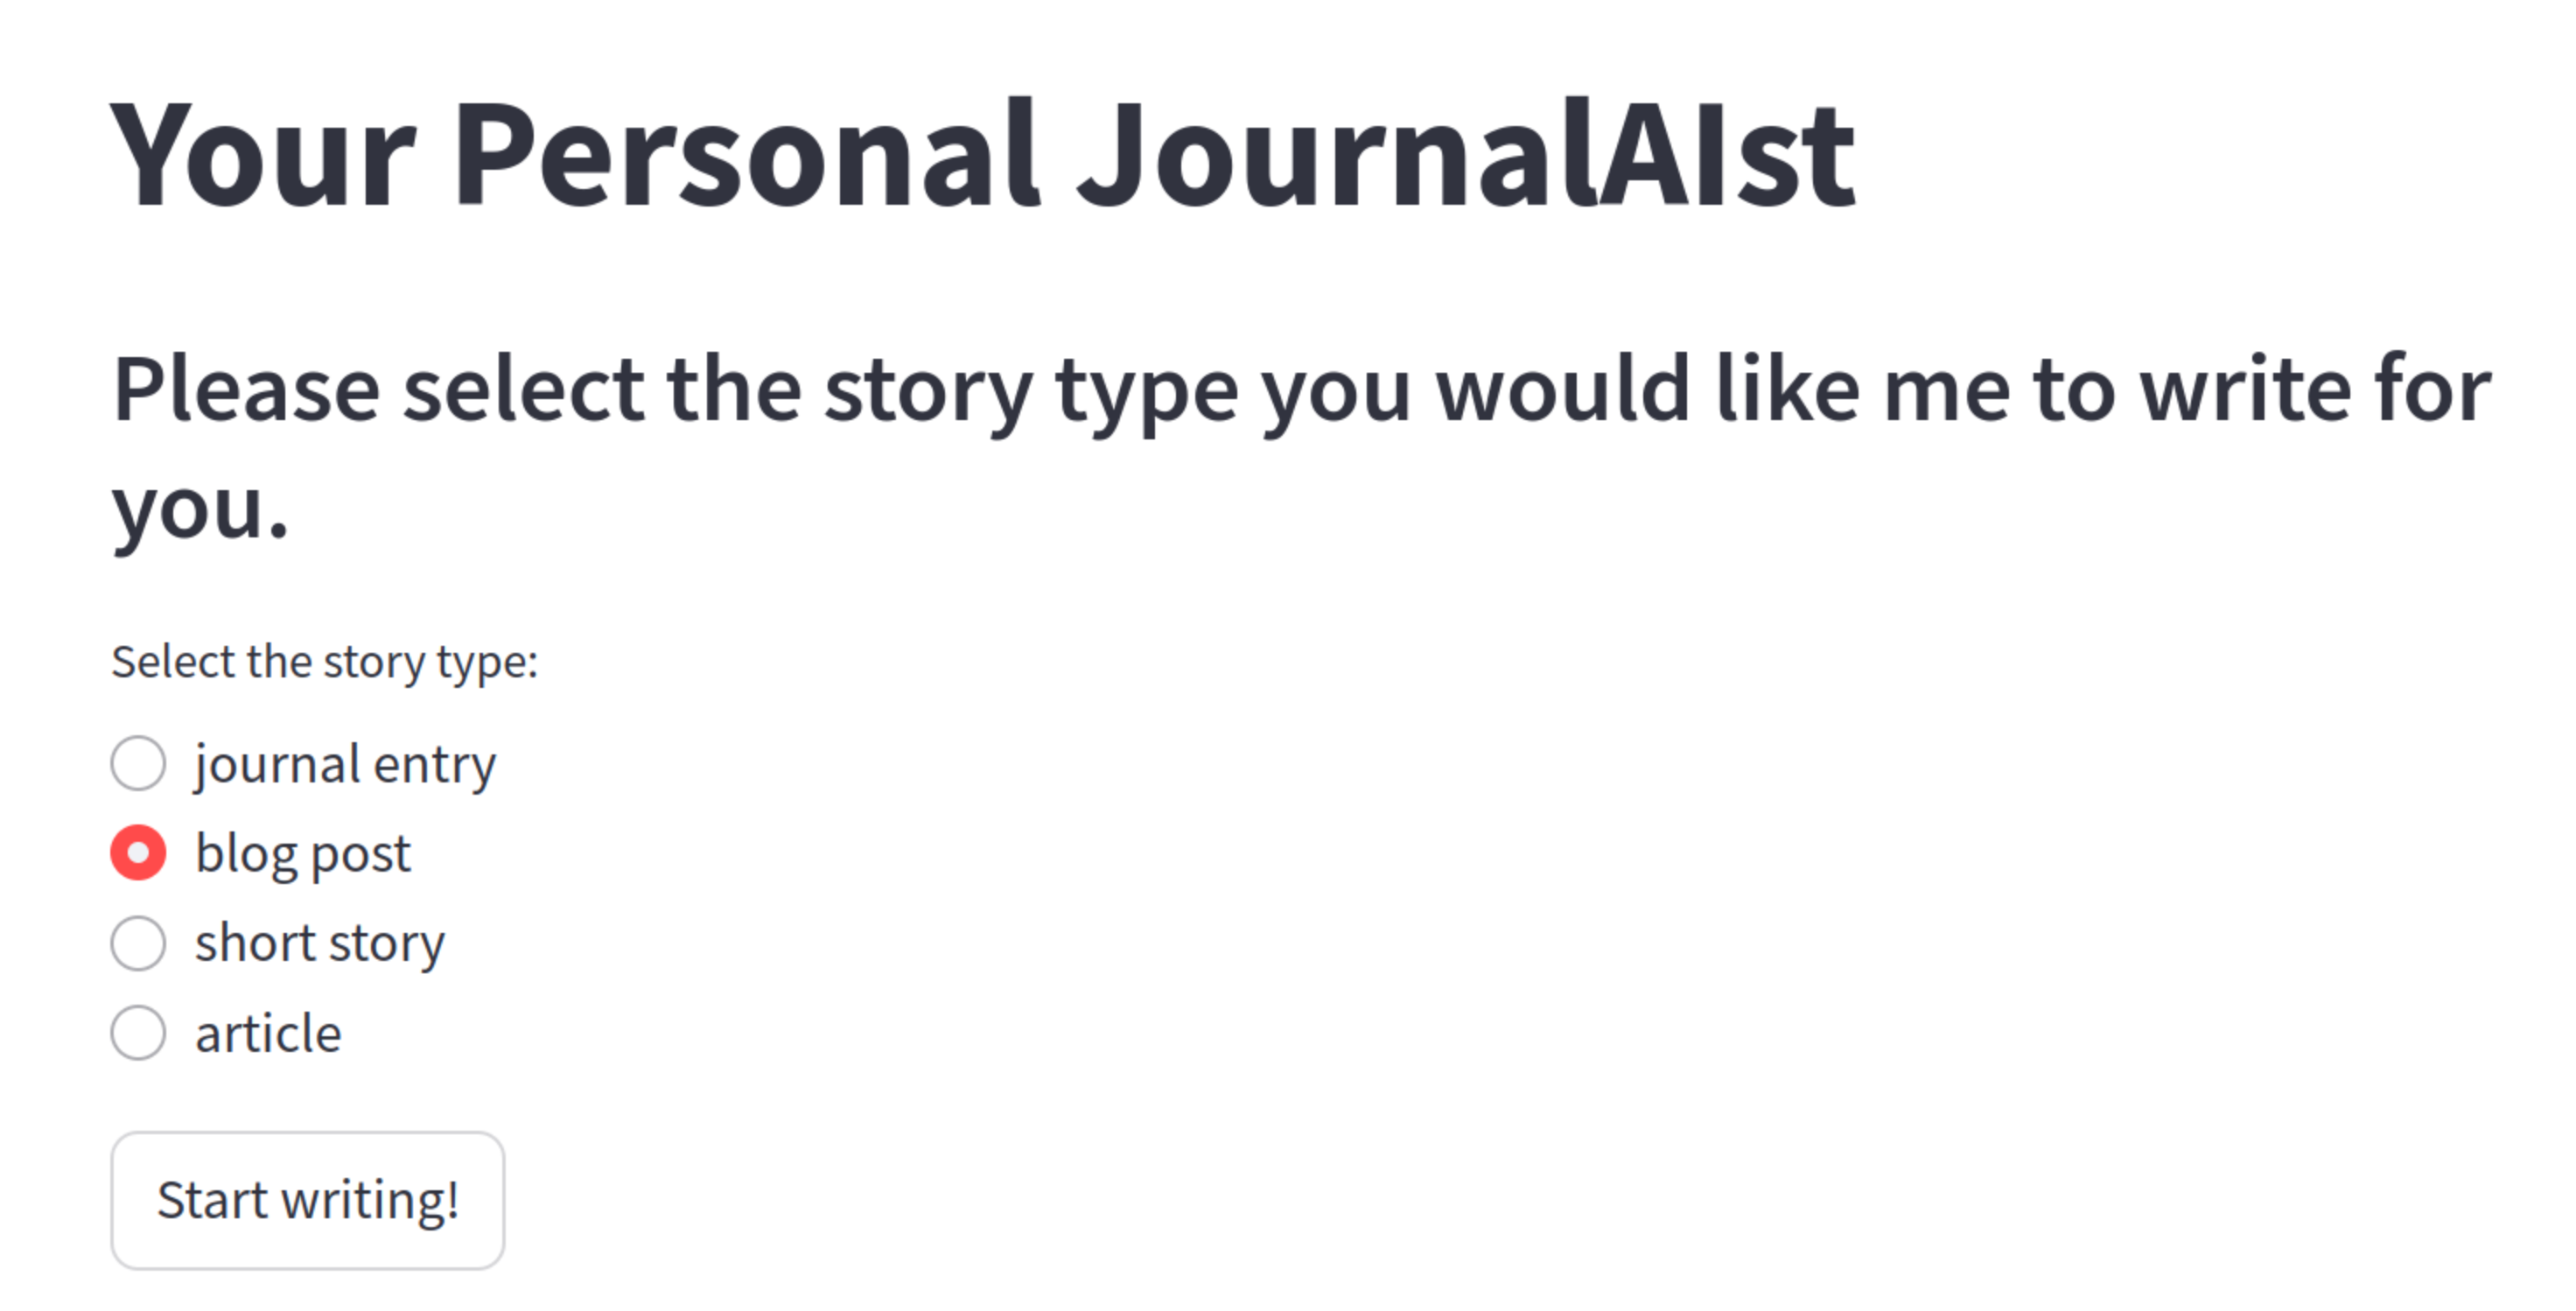 Your Personal JournalAIst
Please select the story type you would like me to write for
you.
Select the story type:
journal entry
blog post
short story
article
Start writing!